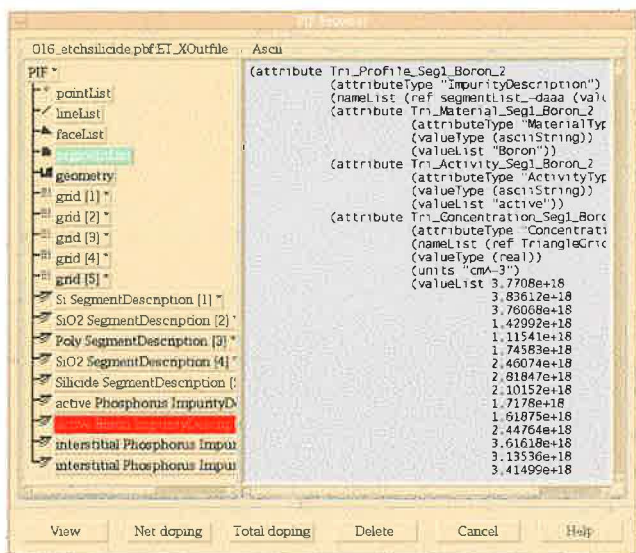 PIF Browser
016_etchsilicide.pbf:ET_XOutfile
Ascii
PIF
pointList
lineList
faceList
segmentList
geometry
grid [1]
grid [2]
grid [3]
grid [4]
grid [5]
Si SegmentDescription [1]
SiO2 SegmentDescription [2]
Poly SegmentDescription [3]
SiO2 SegmentDescription [4]
Silicide SegmentDescription [
active Phosphorus ImpurityD
interstitial Phosphorus Impur
interstitial Phosphorus Impur
(attribute Tri_Profile_Seg1_Boron_2
(attributeType "ImpurityDescription")
(nameList (ref segmentList_-daaa (val
(attribute Tri_Material_Seg1_Boron_2
(attributeType "MaterialTyp
(valueType (asciiString))
(valueList "Boron"))
(attribute Tri_Activity_Seg1_Boron_2
(attributeType "ActivityTyp
(valueType (asciiString))
(valueList "active"))
(attribute Tri_Concentration_Seg1_Boro
(attributeType "Concentrati
(nameList (ref TriangleGric
(valueType (real))
(units "cm^-3")
(valueList 3.7708e+18
3.83612e+18
3.76068e+18
1.42992e+18
1.11541e+18
1.74583e+18
2.46074e+18
2.81847e+18
2.10152e+18
1.7178e+18
1.61875e+18
2.44764e+18
3.61618e+18
3.13536e+18
3.41499e+18
View
Net doping
Total doping
Delete
Cancel
Help